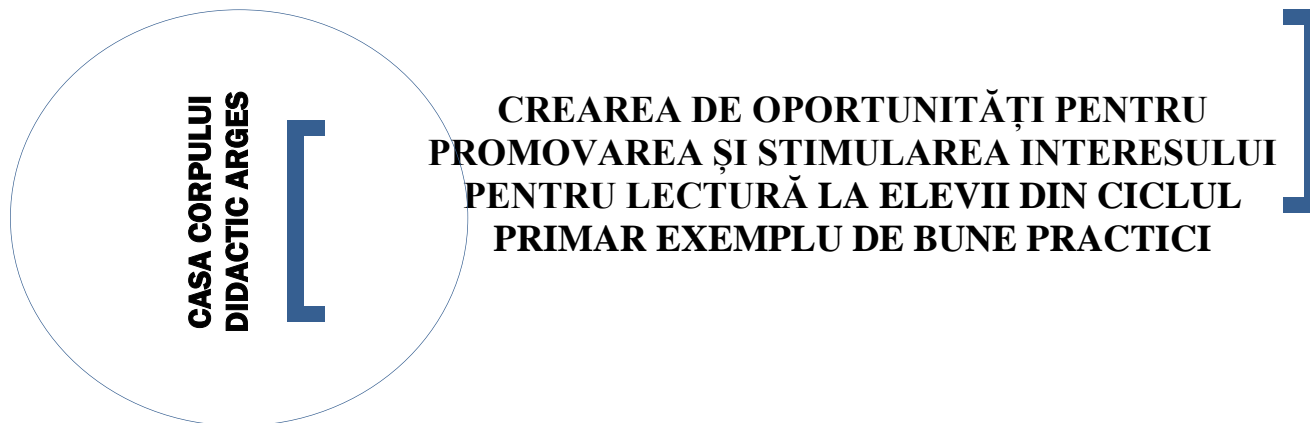 CASA CORPULUI
DIDACTIC ARGES
CREAREA DE OPORTUNITĂȚI PENTRU
PROMOVAREA ȘI STIMULAREA INTERESULUI
PENTRU LECTURĂ LA ELEVII DIN CICLUL
PRIMAR EXEMPLU DE BUNE PRACTICI